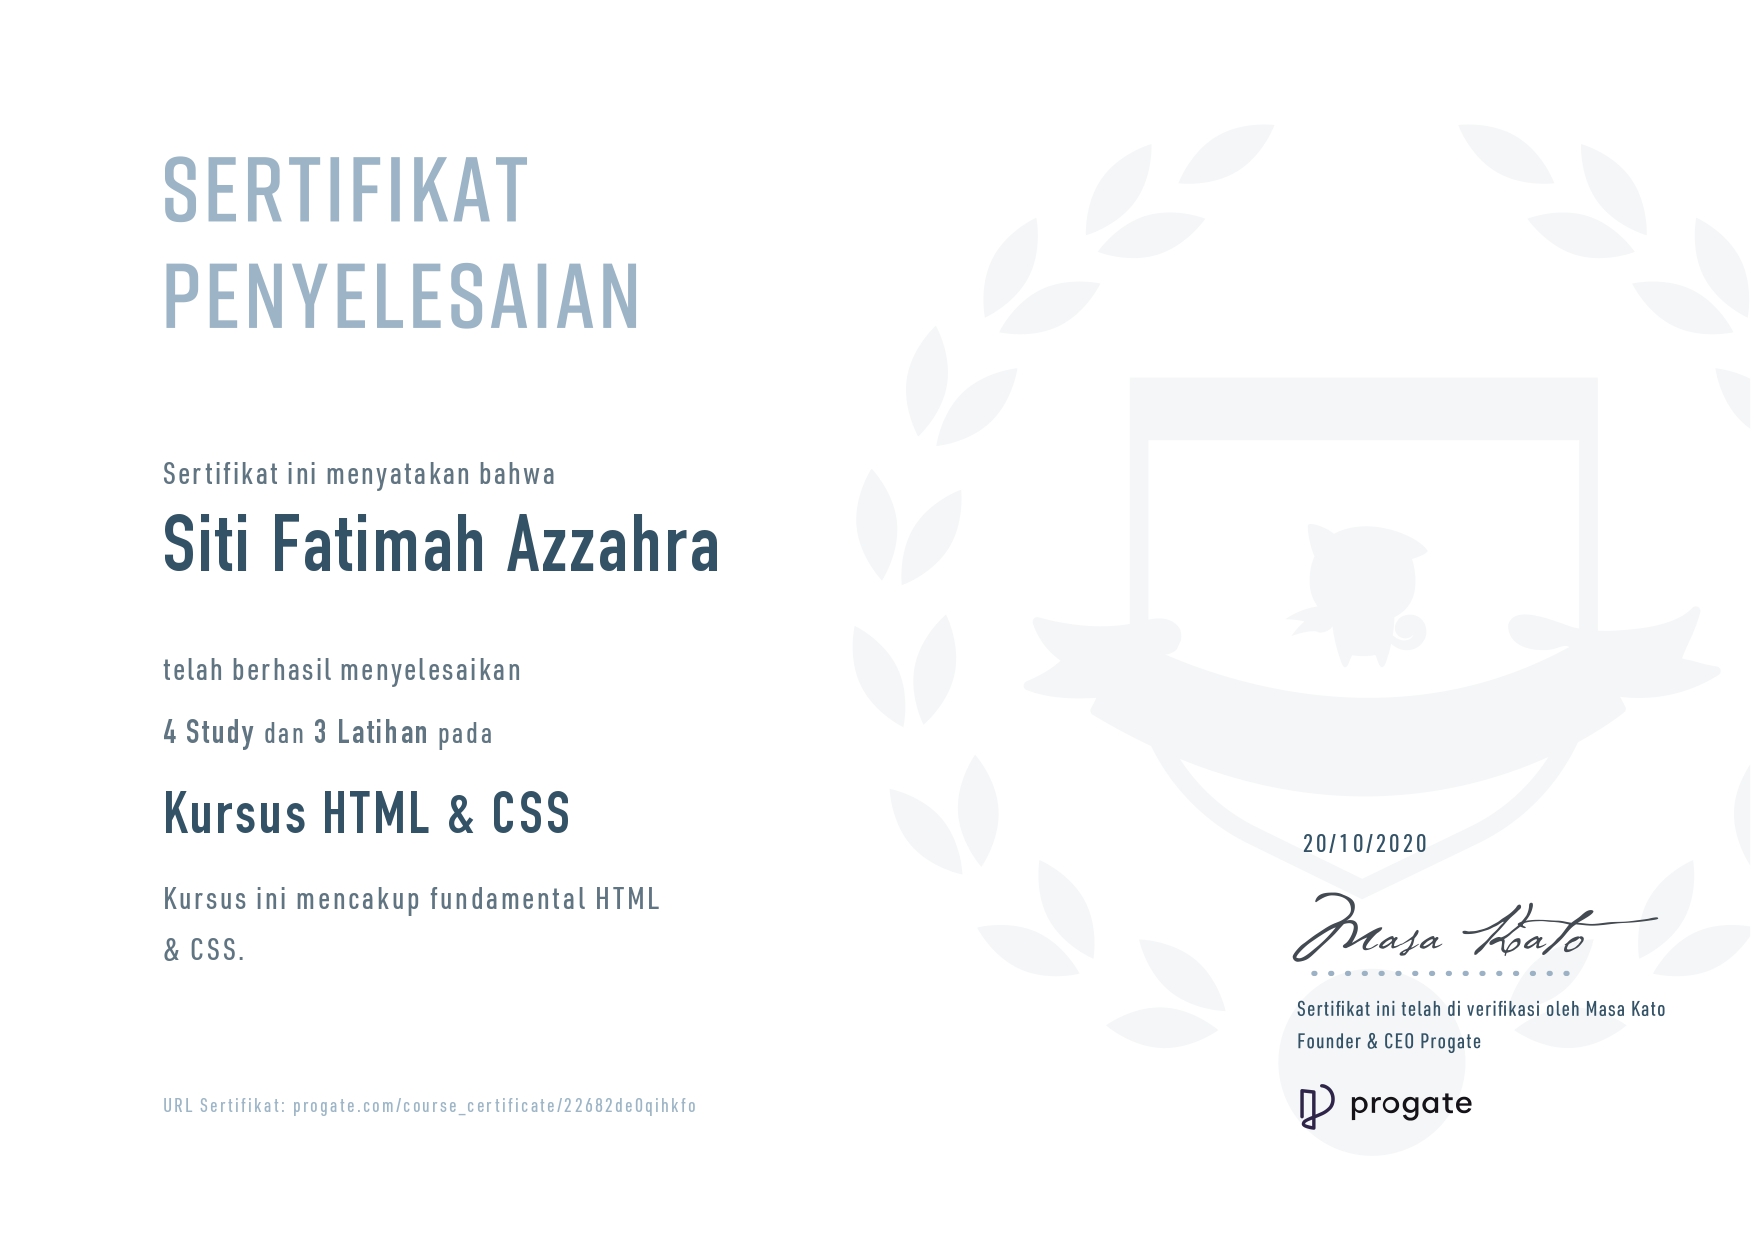 SERTIFIKAT
PENYELESAIAN
Sertifikat ini menyatakan bahwa
Siti Fatimah Azzahra
telah berhasil menyelesaikan
4 Study dan 3 Latihan pada
Kursus HTML & CSS
Kursus ini mencakup fundamental HTML
& CSS.
URL Sertifikat: progate.com/course_certificate/22682de0qihkfo
20/10/2020
Masa Kato
Sertifikat ini telah di verifikasi oleh Masa Kato
Founder & CEO Progate
progate